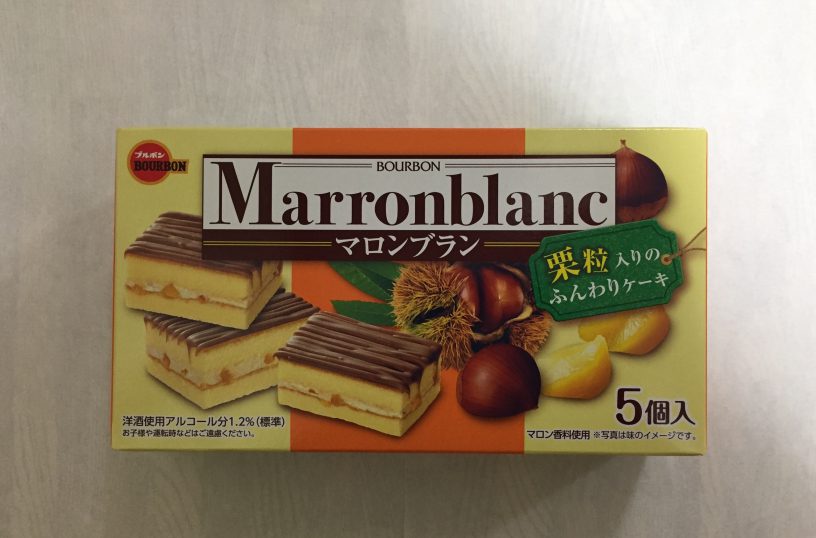 ブルボン
BOURBON
BOURBON
Marronblanc
マロンブラン
栗粒入りの
ふんわりケーキ
洋酒使用アルコール分1.2%(標準)
お子様や運転時などはご遠慮ください。
5個入
マロン香料使用 ※写真は味のイメージです。